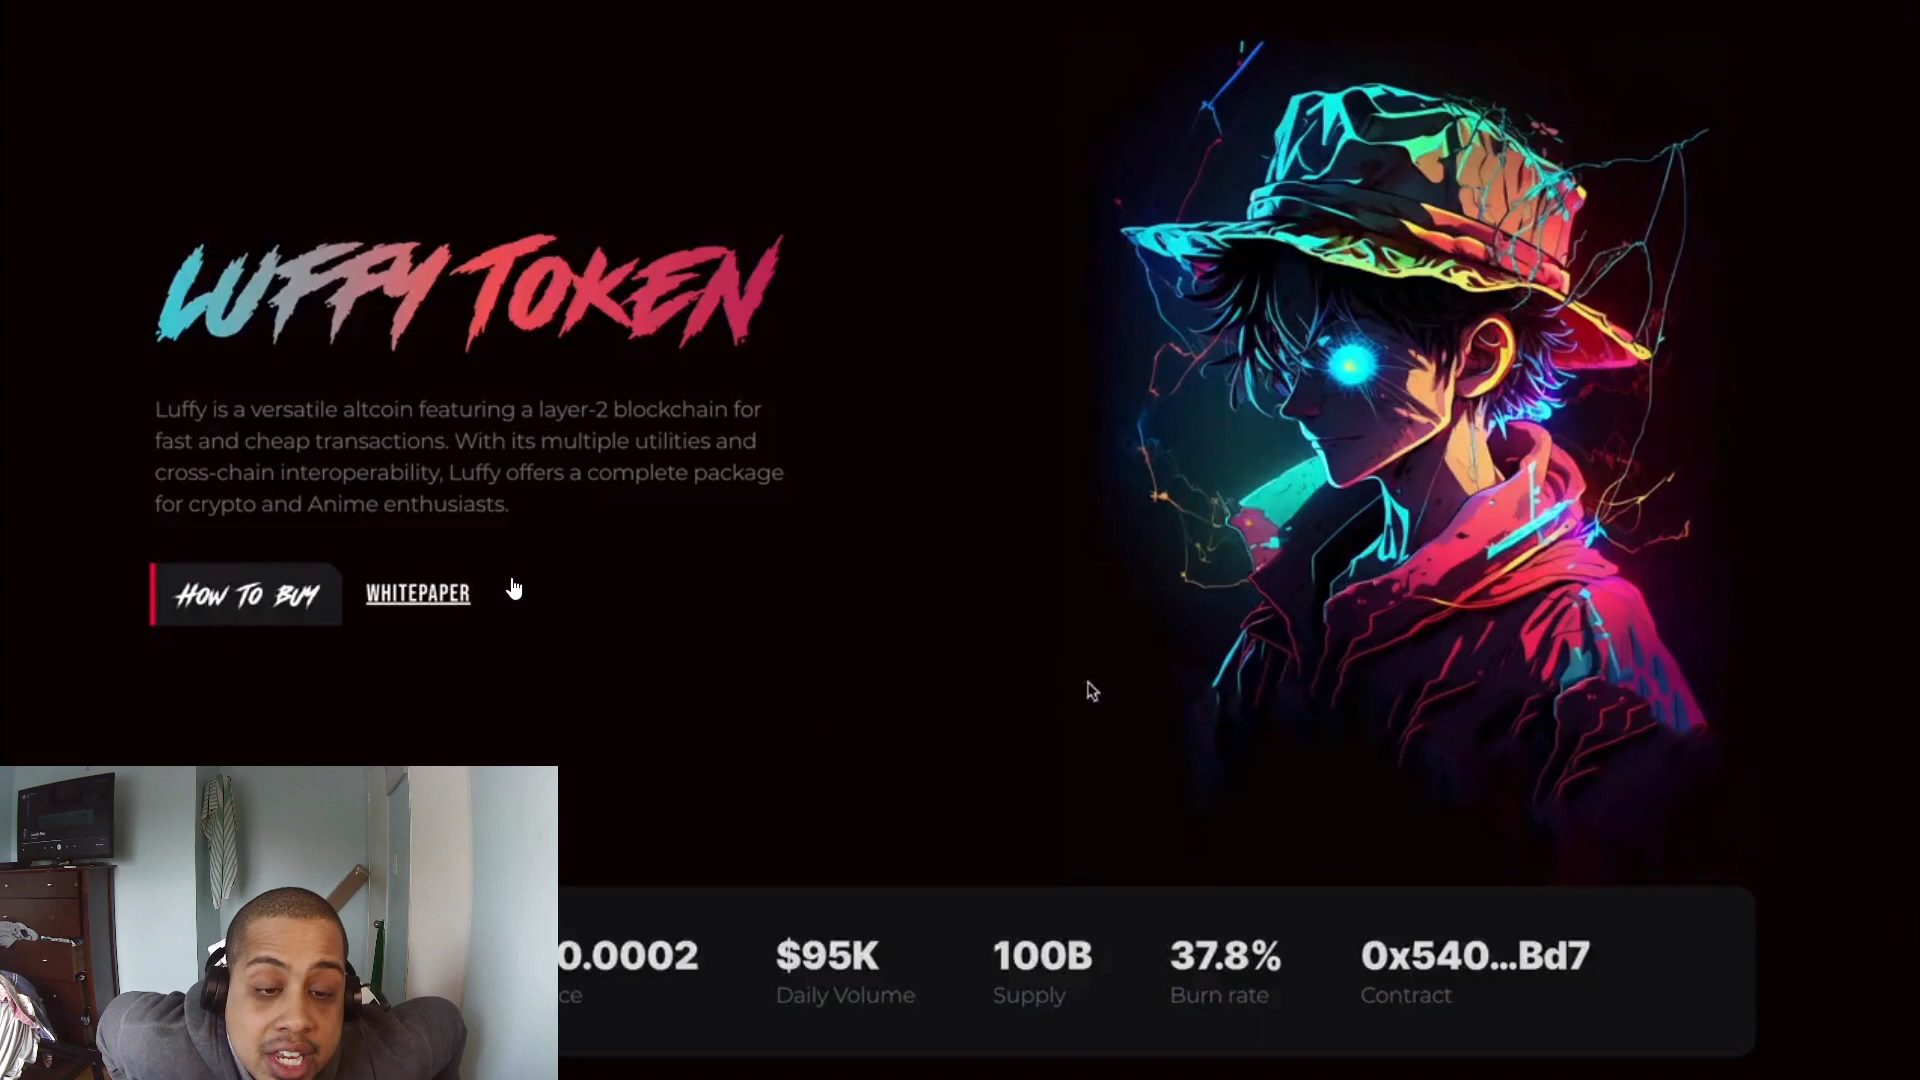 LUFFY TOKEN
Luffy is a versatile altcoin featuring a layer-2 blockchain for
fast and cheap transactions. With its multiple utilities and
cross-chain interoperability, Luffy offers a complete package
for crypto and Anime enthusiasts.
HOW TO BUY
WHITEPAPER
0.0002 $95K 100B 37.8% 0x540...Bd7
ce Daily Volume Supply Burn rate Contract